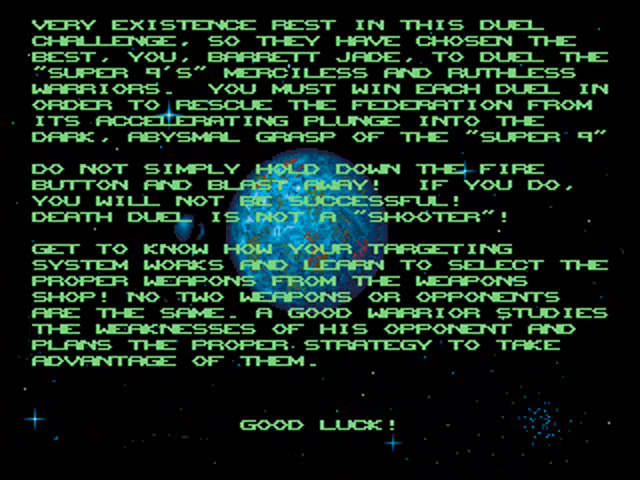 VERY EXISTENCE REST IN THIS DUEL
CHALLENGE, SO THEY HAVE CHOSEN THE
BEST, YOU, BARRETT JADE, TO DUEL THE
"SUPER 9'S" MERCILESS AND RUTHLESS
WARRIORS. YOU MUST WIN EACH DUEL IN
ORDER TO RESCUE THE FEDERATION FROM
ITS ACCELERATING PLUNGE INTO THE
DARK, ABYSMAL GRASP OF THE "SUPER 9"
DO NOT SIMPLY HOLD DOWN THE FIRE
BUTTON AND BLAST AWAY! IF YOU DO,
YOU WILL NOT BE SUCCESSFUL!
DEATH DUEL IS NOT A "SHOOTER"!
GET TO KNOW HOW YOUR TARGETING
SYSTEM WORKS AND LEARN TO SELECT THE
PROPER WEAPONS FROM THE WEAPONS
SHOP! NO TWO WEAPONS OR OPPONENTS
ARE THE SAME. A GOOD WARRIOR STUDIES
THE WEAKNESSES OF HIS OPPONENT AND
PLANS THE PROPER STRATEGY TO TAKE
ADVANTAGE OF THEM.
GOOD LUCK!